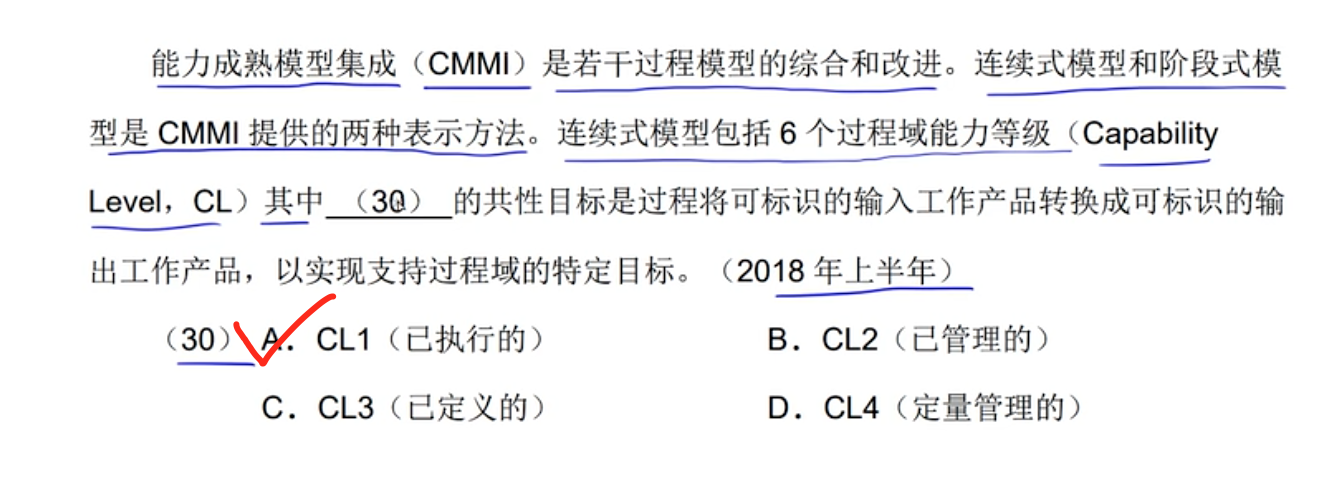 能力成熟模型集成（CMMI）是若干过程模型的综合和改进。连续式模型和阶段式模
型是 CMMI 提供的两种表示方法。连续式模型包括 6 个过程域能力等级（Capability
Level，CL）其中 （30） 的共性目标是过程将可标识的输入工作产品转换成可标识的输
出工作产品，以实现支持过程域的特定目标。（2018 年上半年）
（30） A．CL1（已执行的） B．CL2（已管理的）
C．CL3（已定义的） D．CL4（定量管理的）